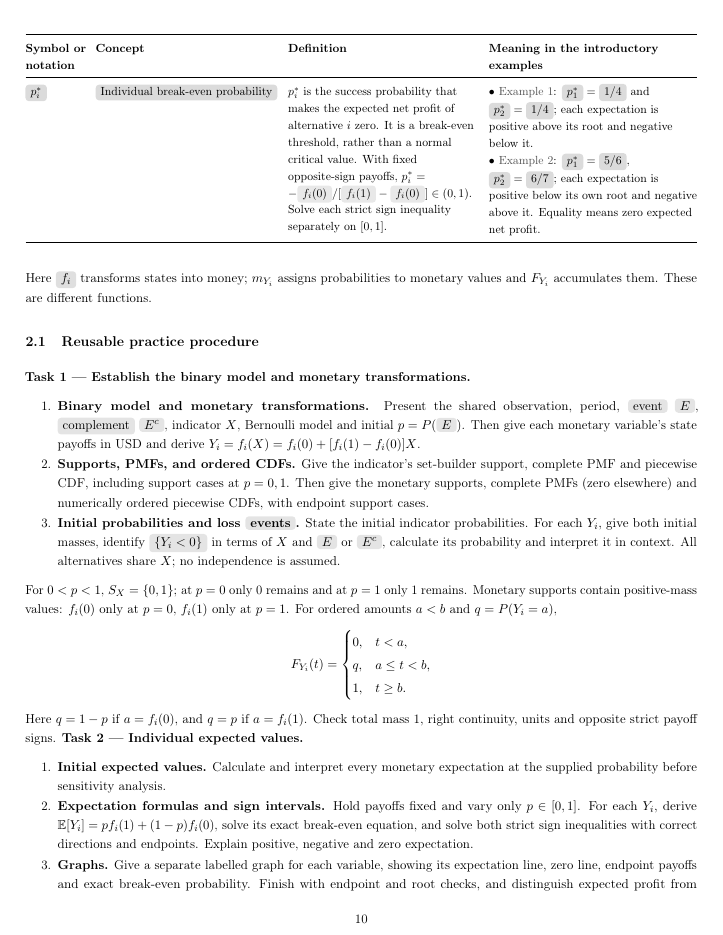 Symbol or notation	Concept	Definition	Meaning in the introductory examples
p*_i	Individual break-even probability
p*_i is the success probability that
makes the expected net profit of
alternative i zero. It is a break-even
threshold, rather than a normal
critical value. With fixed
opposite-sign payoffs, p*_i =
−f_i(0)/[f_i(1) − f_i(0)] ∈ (0, 1).
Solve each strict sign inequality
separately on [0, 1].
• Example 1: p*_1 = 1/4 and
p*_2 = 1/4; each expectation is
positive above its root and negative
below it.
• Example 2: p*_1 = 5/6,
p*_2 = 6/7; each expectation is
positive below its own root and negative
above it. Equality means zero expected
net profit.
Here f_i transforms states into money; m_{Y_i} assigns probabilities to monetary values and F_{Y_i} accumulates them. These
are different functions.
2.1 Reusable practice procedure
Task 1 — Establish the binary model and monetary transformations.
1. Binary model and monetary transformations. Present the shared observation, period, event E,
complement E^c, indicator X, Bernoulli model and initial p = P(E). Then give each monetary variable's state
payoffs in USD and derive Y_i = f_i(X) = f_i(0) + [f_i(1) − f_i(0)]X.
2. Supports, PMFs, and ordered CDFs. Give the indicator's set-builder support, complete PMF and piecewise
CDF, including support cases at p = 0, 1. Then give the monetary supports, complete PMFs (zero elsewhere) and
numerically ordered piecewise CDFs, with endpoint support cases.
3. Initial probabilities and loss events. State the initial indicator probabilities. For each Y_i, give both initial
masses, identify {Y_i < 0} in terms of X and E or E^c, calculate its probability and interpret it in context. All
alternatives share X; no independence is assumed.
For 0 < p < 1, S_X = {0, 1}; at p = 0 only 0 remains and at p = 1 only 1 remains. Monetary supports contain positive-mass
values: f_i(0) only at p = 0, f_i(1) only at p = 1. For ordered amounts a < b and q = P(Y_i = a),
F_{Y_i}(t) = {
0, t < a,
q, a ≤ t < b,
1, t ≥ b.
Here q = 1 − p if a = f_i(0), and q = p if a = f_i(1). Check total mass 1, right continuity, units and opposite strict payoff
signs. Task 2 — Individual expected values.
1. Initial expected values. Calculate and interpret every monetary expectation at the supplied probability before
sensitivity analysis.
2. Expectation formulas and sign intervals. Hold payoffs fixed and vary only p ∈ [0, 1]. For each Y_i, derive
𝔼[Y_i] = pf_i(1) + (1 − p)f_i(0), solve its exact break-even equation, and solve both strict sign inequalities with correct
directions and endpoints. Explain positive, negative and zero expectation.
3. Graphs. Give a separate labelled graph for each variable, showing its expectation line, zero line, endpoint payoffs
and exact break-even probability. Finish with endpoint and root checks, and distinguish expected profit from
10